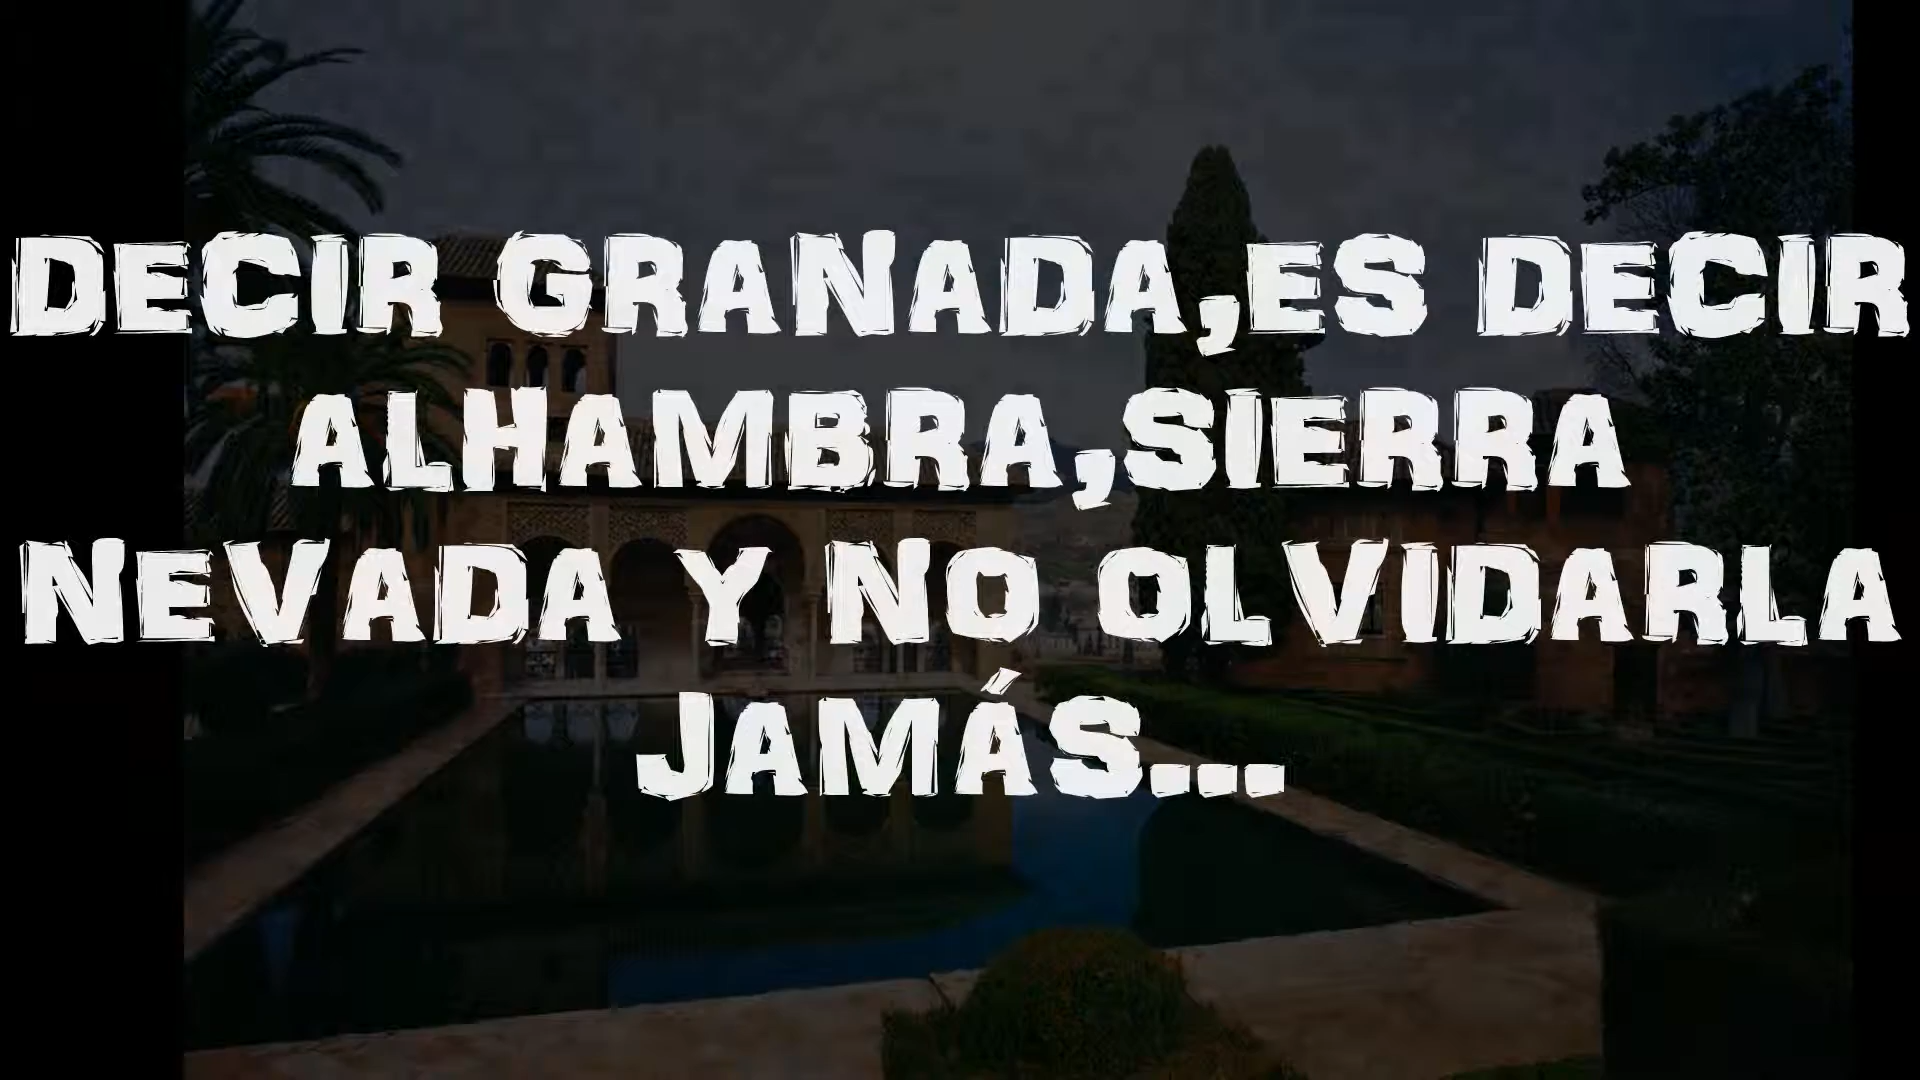 DECIR GRANADA,ES DECIR
ALHAMBRA,SIERRA
NEVADA Y NO OLVIDARLA
JAMÁS...